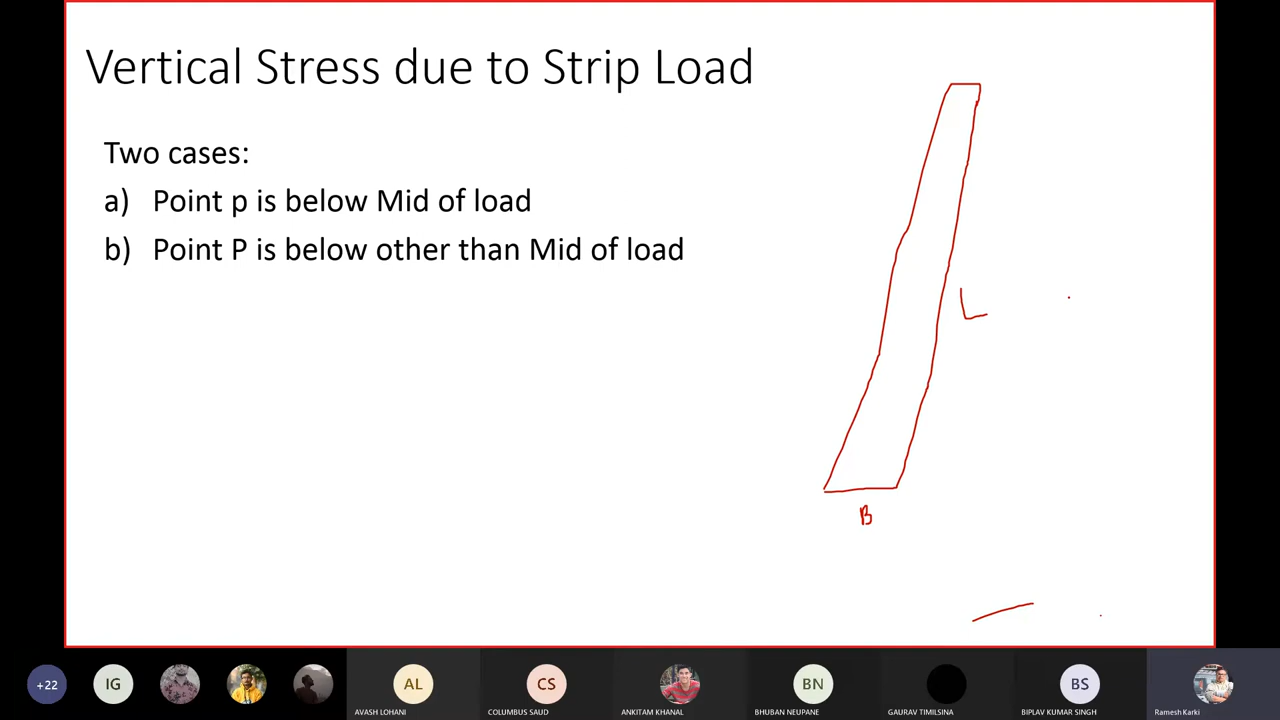 Vertical Stress due to Strip Load
Two cases:
a) Point p is below Mid of load
b) Point P is below other than Mid of load
L
B
+22
IG
AL
CS
BN
BS
AVASH LOHANI
COLUMBUS SAUD
ANKITAM KHANAL
BHUBAN NEUPANE
GAURAV TIMILSINA
BIPLAV KUMAR SINGH
Ramesh Karki